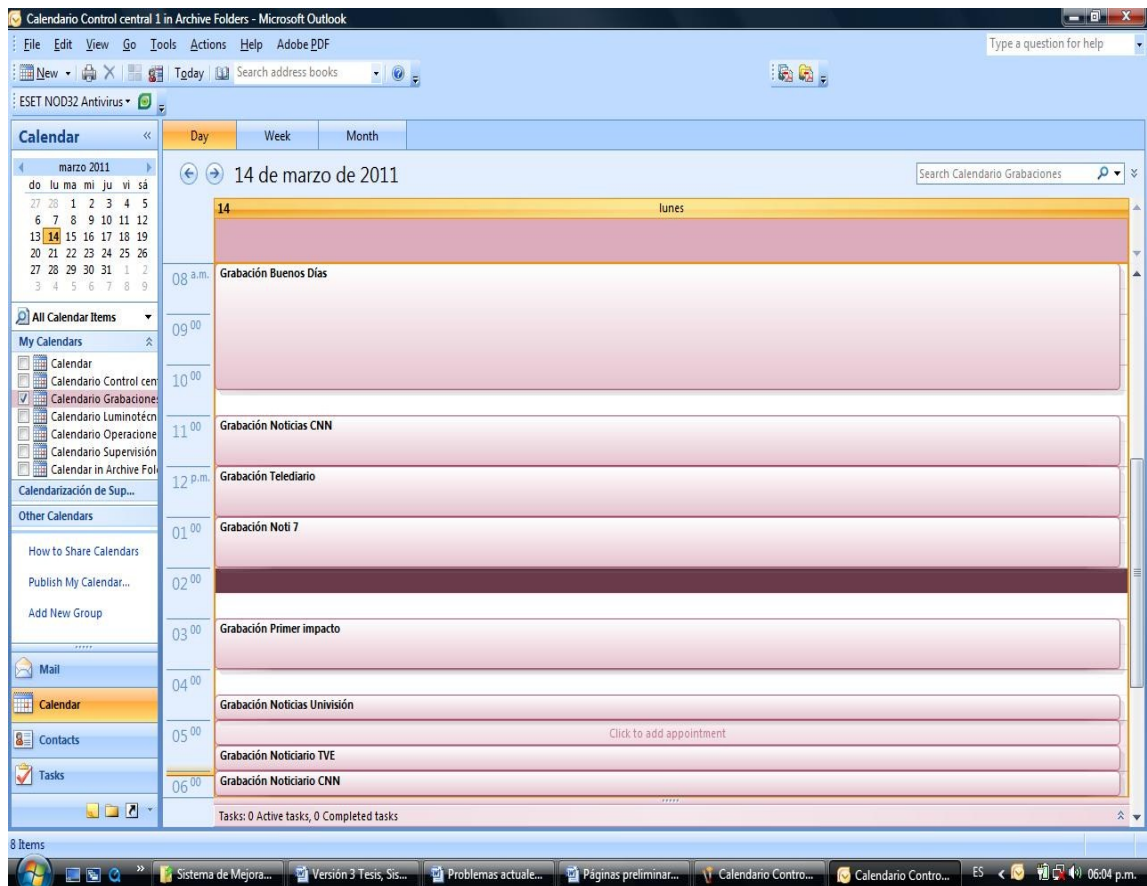 Calendario Control central 1 in Archive Folders - Microsoft Outlook
File Edit View Go Tools Actions Help Adobe PDF
Type a question for help
New Today Search address books
ESET NOD32 Antivirus
Calendar «
Day Week Month
marzo 2011
do lu ma mi ju vi sá
27 28 1 2 3 4 5
6 7 8 9 10 11 12
13 14 15 16 17 18 19
20 21 22 23 24 25 26
27 28 29 30 31 1 2
3 4 5 6 7 8 9
14 de marzo de 2011
Search Calendario Grabaciones
14 lunes
All Calendar Items
My Calendars
Calendar
Calendario Control cen
Calendario Grabacione
Calendario Luminotécn
Calendario Operacione
Calendario Supervisión
Calendar in Archive Fol
Calendarización de Sup...
Other Calendars
How to Share Calendars
Publish My Calendar...
Add New Group
Mail
Calendar
Contacts
Tasks
08 a.m. Grabación Buenos Días
09 00
10 00
11 00 Grabación Noticias CNN
12 p.m. Grabación Telediario
01 00 Grabación Noti 7
02 00
03 00 Grabación Primer impacto
04 00
Grabación Noticias Univisión
05 00 Click to add appointment
Grabación Noticiario TVE
06 00 Grabación Noticiario CNN
Tasks: 0 Active tasks, 0 Completed tasks
8 Items
Sistema de Mejora... Versión 3 Tesis, Sis... Problemas actuale... Páginas preliminar... Calendario Contro... Calendario Contro... ES 06:04 p.m.